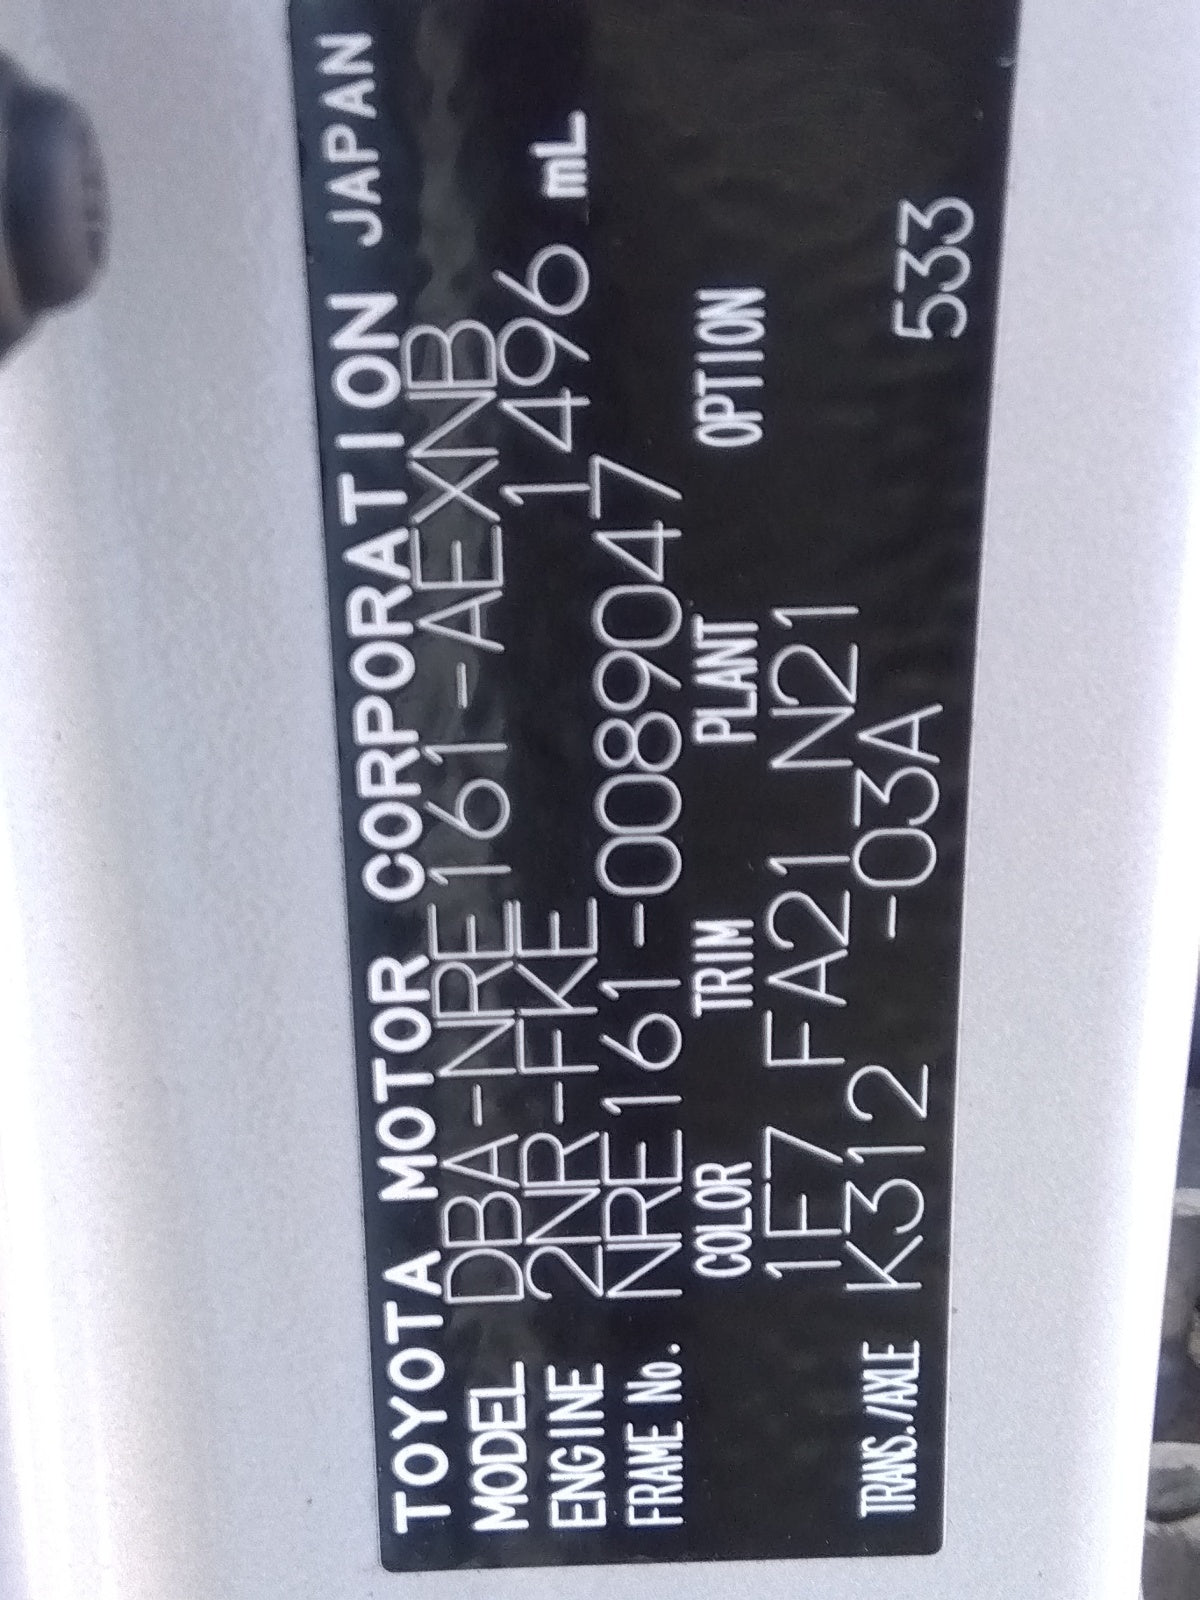 TOYOTA MOTOR CORPORATION JAPAN
MODEL DBA-NRE161-AEXNB
ENGINE 2NR-FKE 1496 mL
FRAME No. NRE161-0089047
COLOR TRIM PLANT OPTION
1F7 FA21 N21
TRANS./AXLE K312 -03A 533